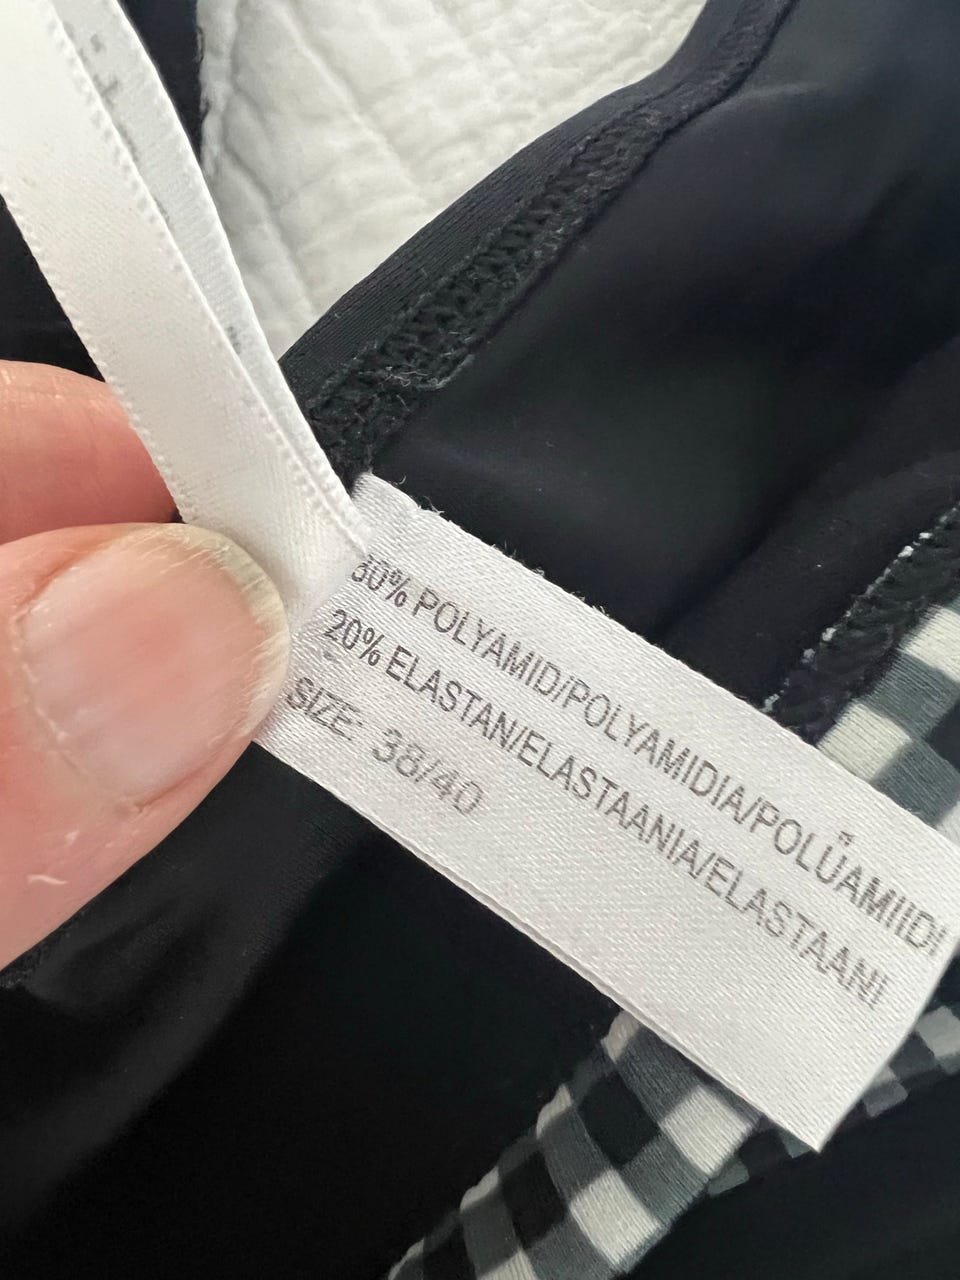 80% POLYAMID/POLYAMIDIA/POLÜAMIIDI
20% ELASTAN/ELASTAANIA/ELASTAANI
SIZE: 38/40